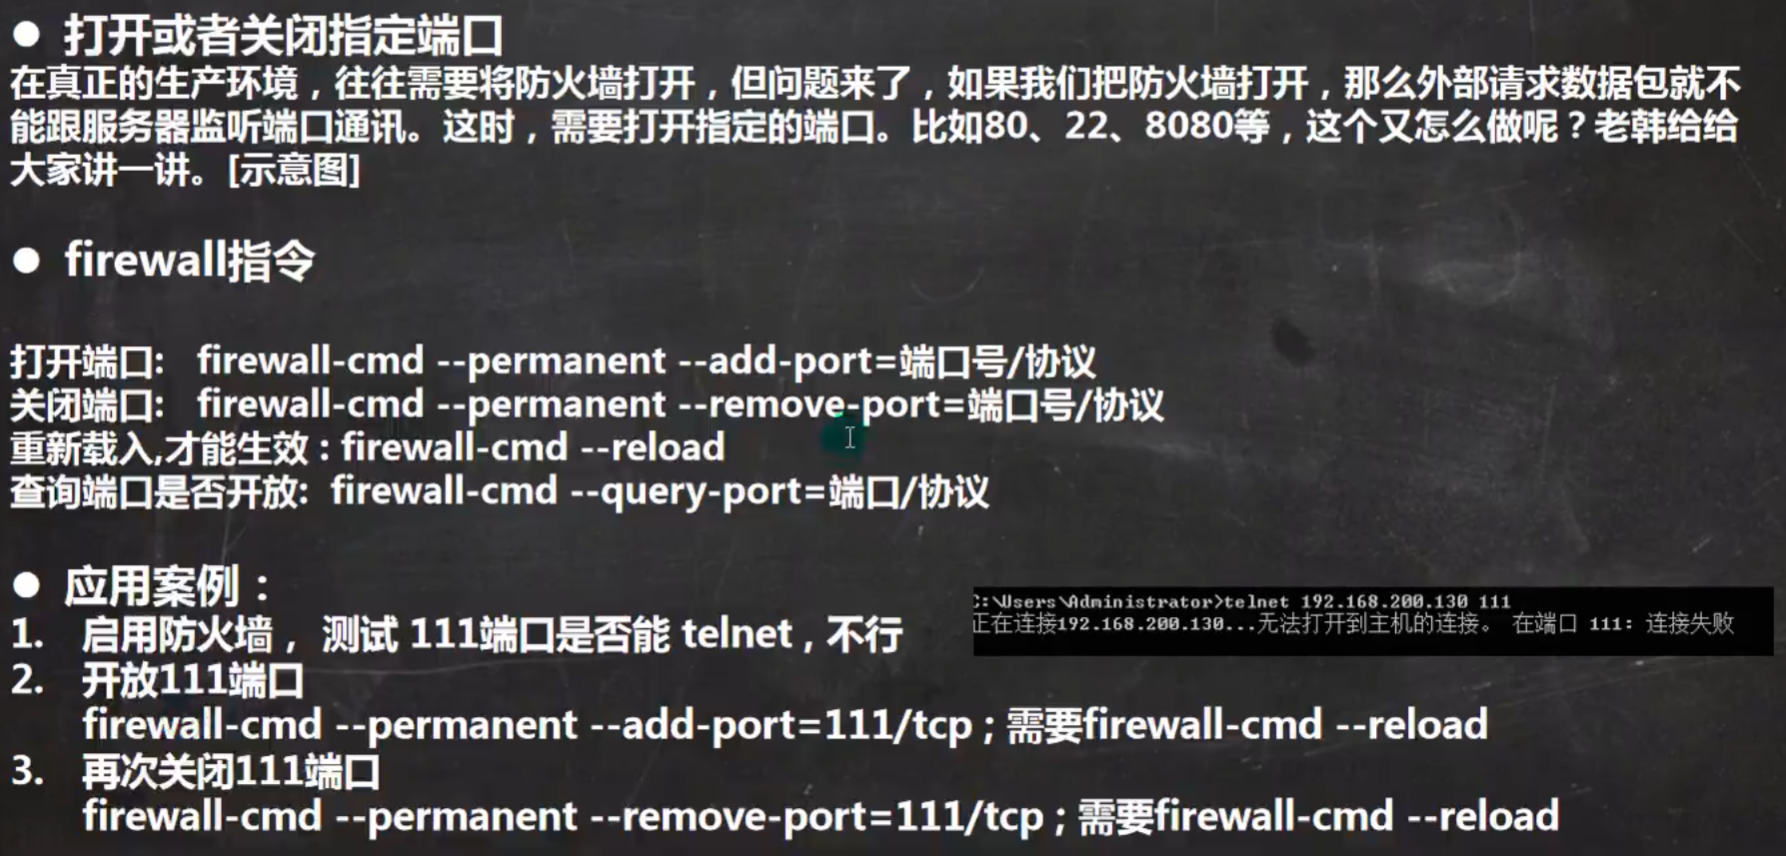 ● 打开或者关闭指定端口
在真正的生产环境，往往需要将防火墙打开，但问题来了，如果我们把防火墙打开，那么外部请求数据包就不
能跟服务器监听端口通讯。这时，需要打开指定的端口。比如80、22、8080等，这个又怎么做呢？老韩给给
大家讲一讲。[示意图]
● firewall指令
打开端口: firewall-cmd --permanent --add-port=端口号/协议
关闭端口: firewall-cmd --permanent --remove-port=端口号/协议
重新载入,才能生效：firewall-cmd --reload
查询端口是否开放: firewall-cmd --query-port=端口/协议
● 应用案例：
1. 启用防火墙， 测试 111端口是否能 telnet，不行
C:\Users\Administrator>telnet 192.168.200.130 111
正在连接192.168.200.130...无法打开到主机的连接。 在端口 111: 连接失败
2. 开放111端口
firewall-cmd --permanent --add-port=111/tcp；需要firewall-cmd --reload
3. 再次关闭111端口
firewall-cmd --permanent --remove-port=111/tcp；需要firewall-cmd --reload